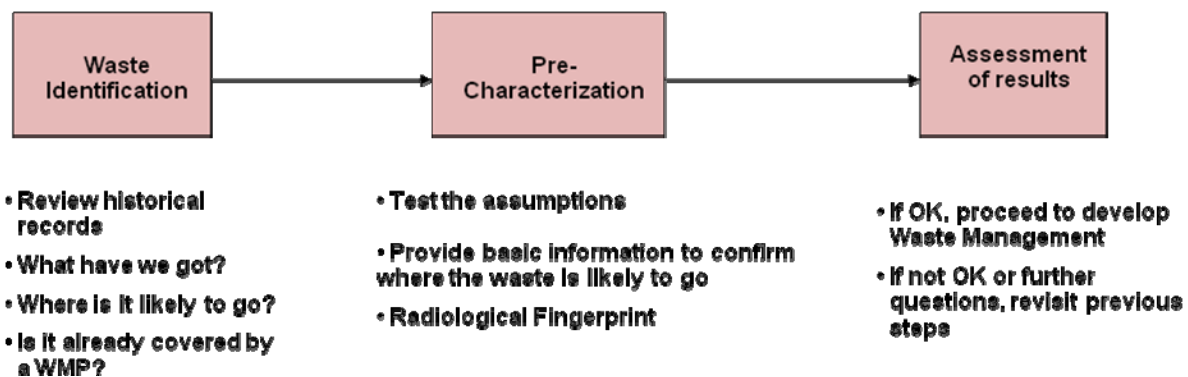 Waste
Identification
Pre-
Characterization
Assessment
of results
• Review historical
records
• What have we got?
• Where is it likely to go?
• Is it already covered by
a WMP?
• Test the assumptions
• Provide basic information to confirm
where the waste is likely to go
• Radiological Fingerprint
• If OK, proceed to develop
Waste Management
• If not OK or further
questions, revisit previous
steps